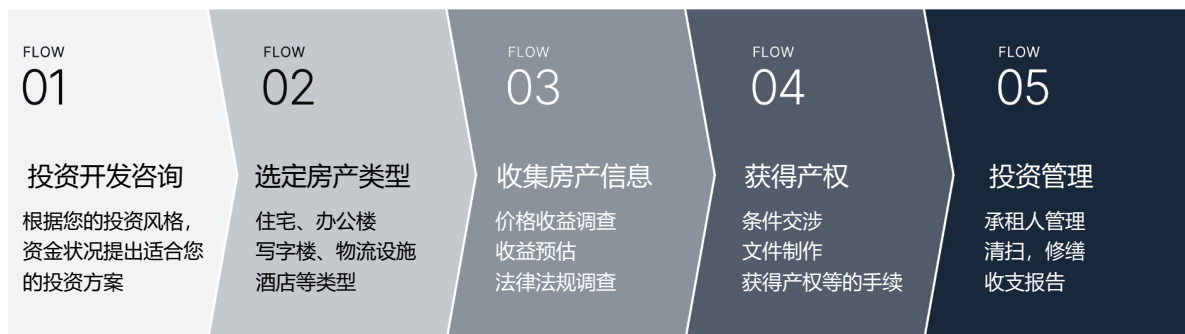 FLOW
01
投资开发咨询
根据您的投资风格，
资金状况提出适合您
的投资方案
FLOW
02
选定房产类型
住宅、办公楼
写字楼、物流设施
酒店等类型
FLOW
03
收集房产信息
价格收益调查
收益预估
法律法规调查
FLOW
04
获得产权
条件交涉
文件制作
获得产权等的手续
FLOW
05
投资管理
承租人管理
清扫，修缮
收支报告